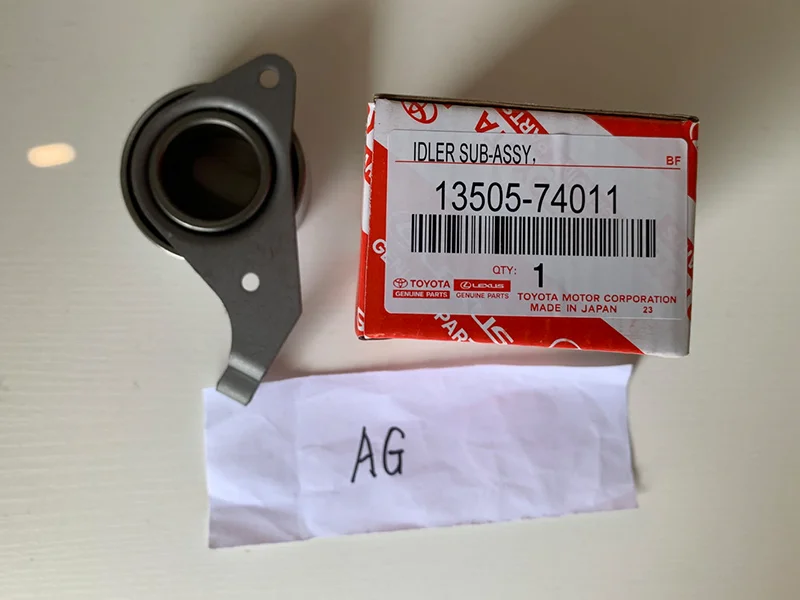 IDLER SUB-ASSY,
BF
13505-74011
QTY: 1
TOYOTA
GENUINE PARTS
LEXUS
GENUINE PARTS
TOYOTA MOTOR CORPORATION
MADE IN JAPAN 23
AG